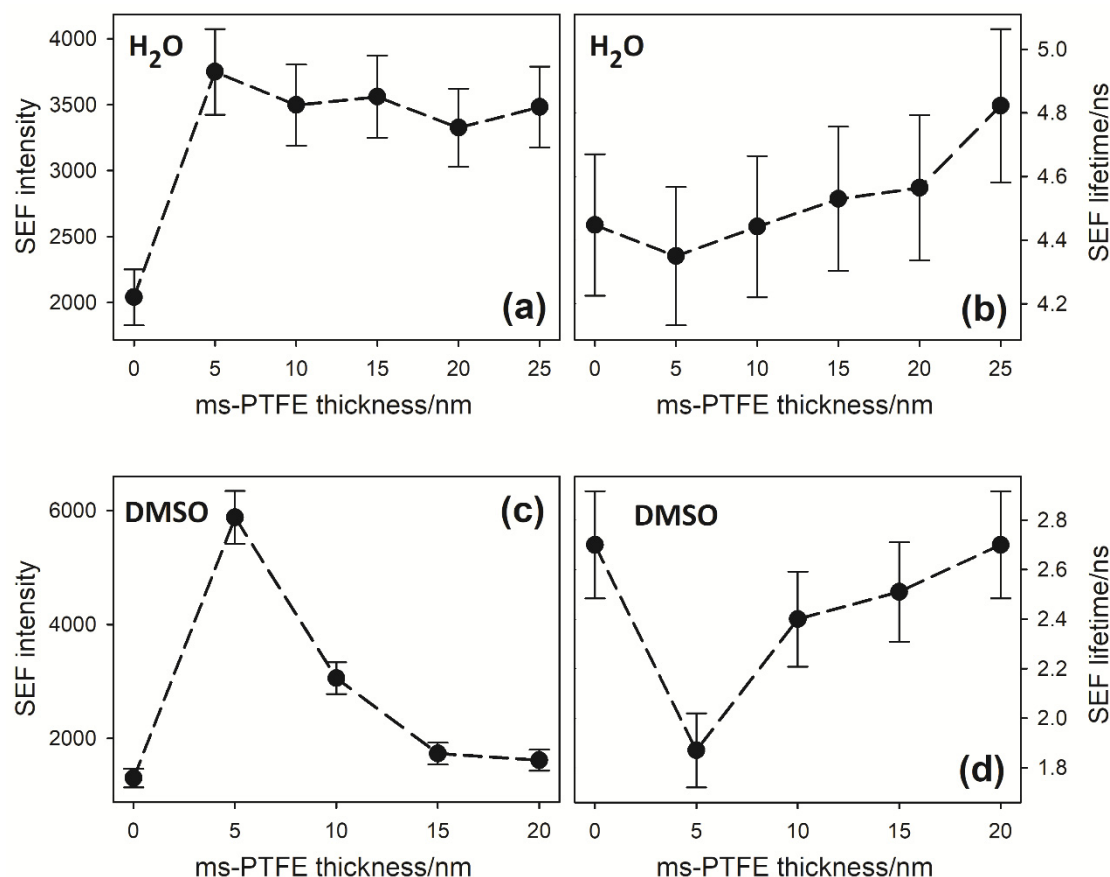 H₂O
(a)
SEF intensity
4000
3500
3000
2500
2000
0 5 10 15 20 25
ms-PTFE thickness/nm
H₂O
(b)
SEF lifetime/ns
5.0
4.8
4.6
4.4
4.2
0 5 10 15 20 25
ms-PTFE thickness/nm
DMSO
(c)
SEF intensity
6000
4000
2000
0 5 10 15 20
ms-PTFE thickness/nm
DMSO
(d)
SEF lifetime/ns
2.8
2.6
2.4
2.2
2.0
1.8
0 5 10 15 20
ms-PTFE thickness/nm